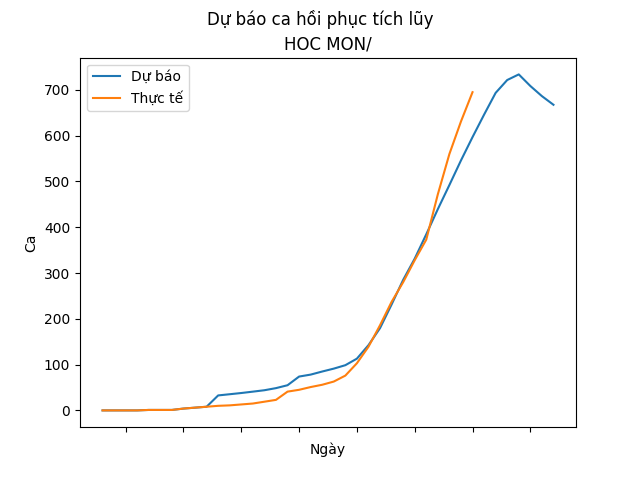 Dự báo ca hồi phục tích lũy
HOC MON/
Dự báo
Thực tế
700
600
500
400
300
200
100
0
Ca
Ngày